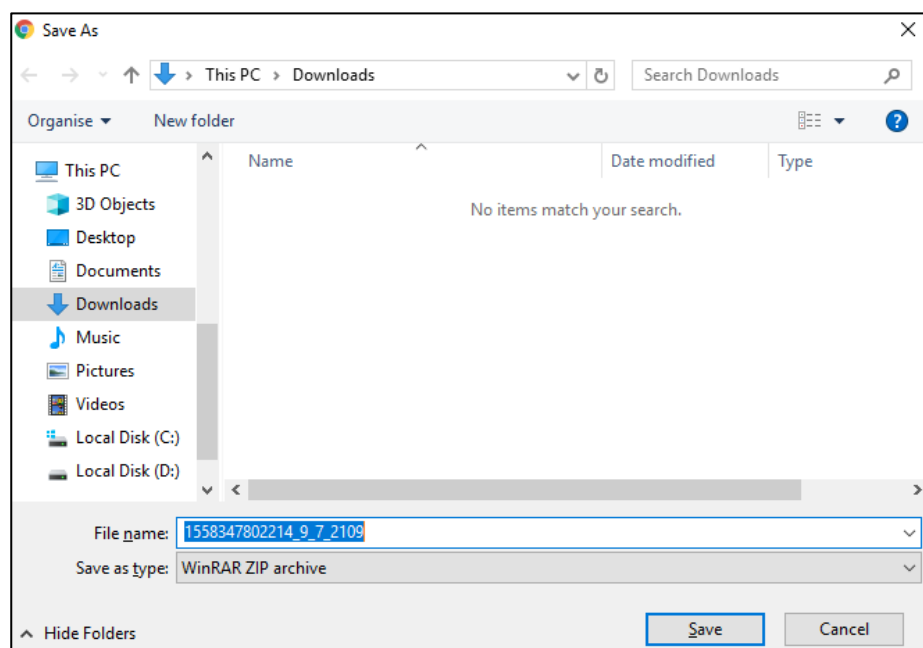 Save As
This PC > Downloads
Search Downloads
Organise
New folder
?
Name
Date modified
Type
No items match your search.
This PC
3D Objects
Desktop
Documents
Downloads
Music
Pictures
Videos
Local Disk (C:)
Local Disk (D:)
File name: 1558347802214_9_7_2109
Save as type: WinRAR ZIP archive
Hide Folders
Save
Cancel